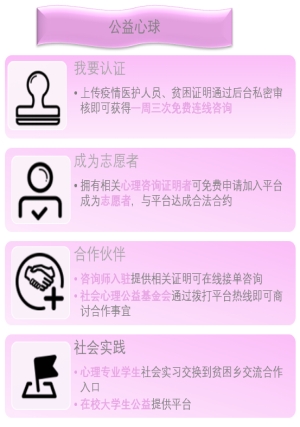 公益心球
我要认证
• 上传疫情医护人员、贫困证明通过后台私密审
核即可获得一周三次免费连线咨询
成为志愿者
• 拥有相关心理咨询证明者可免费申请加入平台
成为志愿者，与平台达成合法合约
合作伙伴
• 咨询师入驻提供相关证明可在线接单咨询
• 社会心理公益基金会通过拨打平台热线即可商
讨合作事宜
社会实践
• 心理专业学生社会实习交换到贫困乡交流合作
入口
• 在校大学生公益提供平台